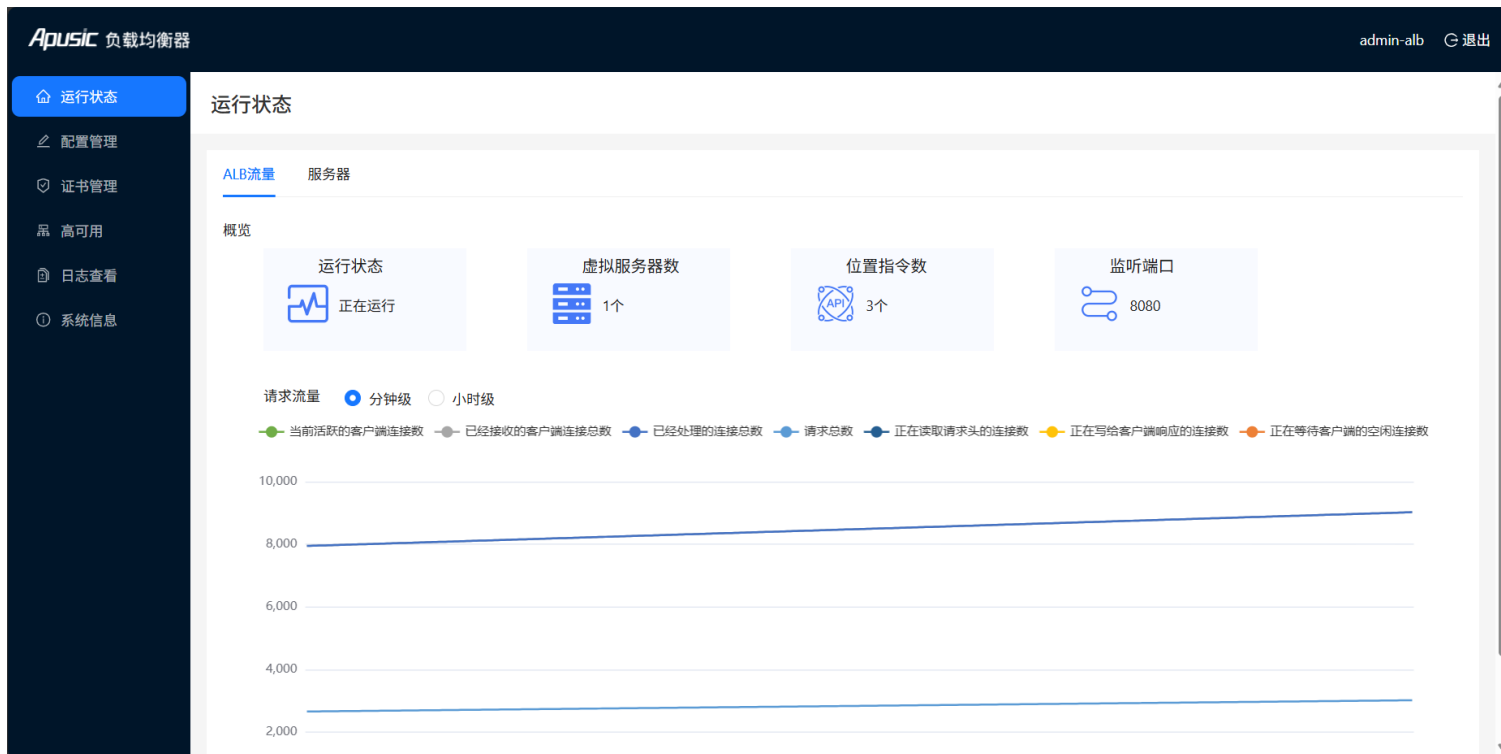 Apusic 负载均衡器
admin-alb 退出
运行状态
配置管理
证书管理
高可用
日志查看
系统信息
运行状态
ALB流量 服务器
概览
运行状态 虚拟服务器数 位置指令数 监听端口
正在运行 1个 API 3个 8080
请求流量 分钟级 小时级
当前活跃的客户端连接数 已经接收的客户端连接总数 已经处理的连接总数 请求总数 正在读取请求头的连接数 正在写给客户端响应的连接数 正在等待客户端的空闲连接数
10,000
8,000
6,000
4,000
2,000